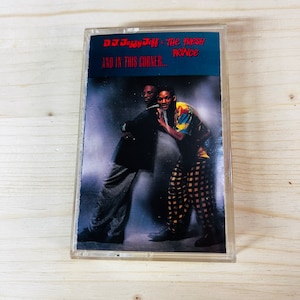 D J Jazzy Jeff & THE FRESH PRINCE
AND IN THIS CORNER...